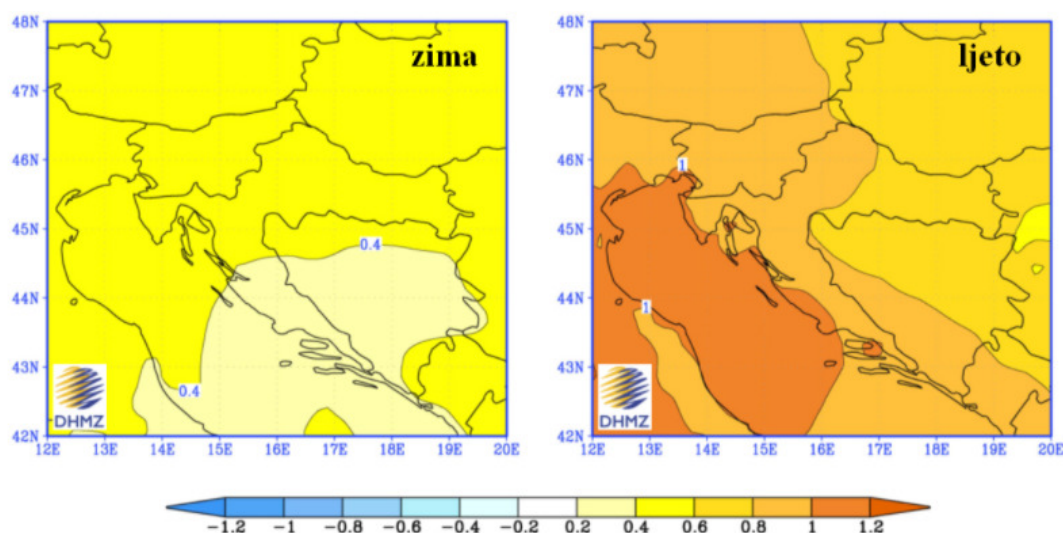 48N
zima
47N
46N
45N
0.4
44N
43N
0.4
DHMZ
42N
12E 13E 14E 15E 16E 17E 18E 19E 20E
48N
ljeto
47N
46N
1
45N
44N
1
43N
DHMZ
42N
12E 13E 14E 15E 16E 17E 18E 19E 20E
-1.2 -1 -0.8 -0.6 -0.4 -0.2 0.2 0.4 0.6 0.8 1 1.2